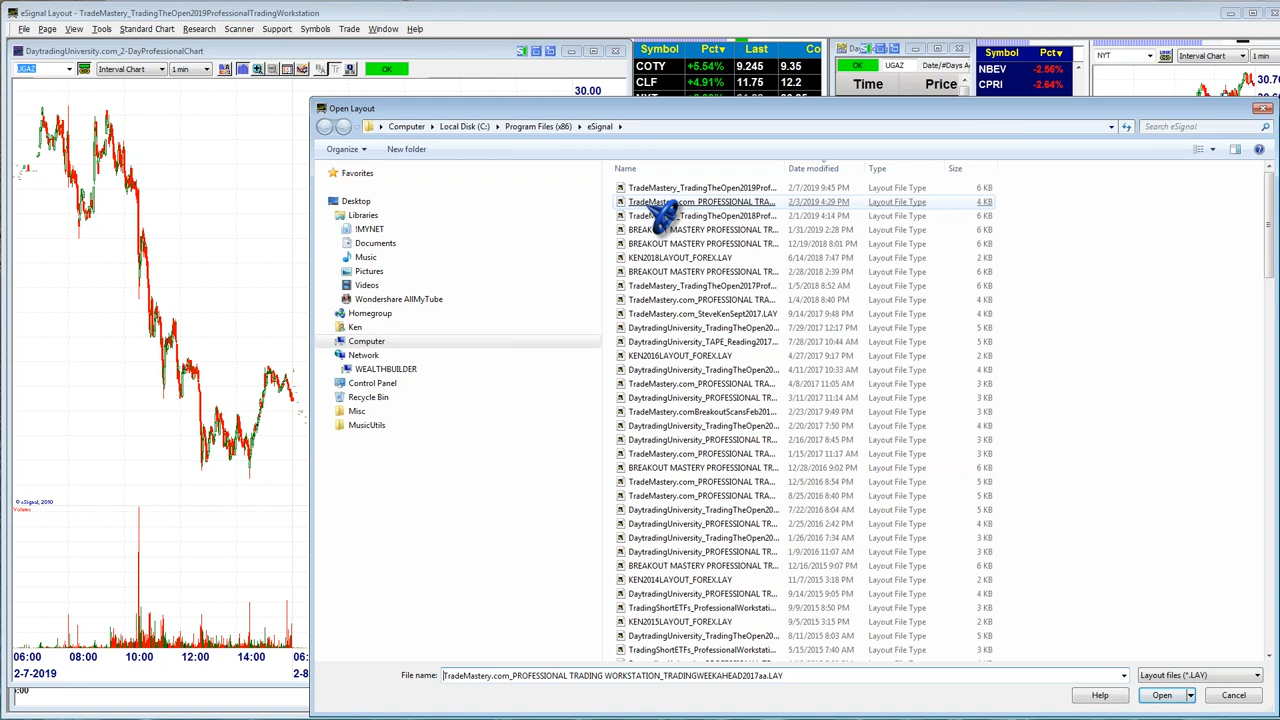 eSignal Layout - TradeMastery_TradingTheOpen2019ProfessionalTradingWorkstation
File Page View Tools Standard Chart Research Scanner Support Symbols Trade Window Help
DaytradingUniversity.com_2-DayProfessionalChart
UGAZ Interval Chart 1 min OK
30.00
Symbol Pct▾ Last Co
COTY +5.54% 9.245 9.35
CLF +4.91% 11.75 12.2
OK UGAZ Date/#Days
Time Price
Symbol Pct▾
NBEV -2.56%
CPRI -2.64%
NYT Interval Chart 1 min
30.70
Open Layout
Computer Local Disk (C:) Program Files (x86) eSignal
Search eSignal
Organize New folder
Favorites
Desktop
Libraries
!MYNET
Documents
Music
Pictures
Videos
Wondershare AllMyTube
Homegroup
Ken
Computer
Network
WEALTHBUILDER
Control Panel
Recycle Bin
Misc
MusicUtils
Name Date modified Type Size
TradeMastery_TradingTheOpen2019Prof... 2/7/2019 9:45 PM Layout File Type 6 KB
TradeMastery.com_PROFESSIONAL TRA... 2/3/2019 4:29 PM Layout File Type 4 KB
_TradingTheOpen2018Prof... 2/1/2019 4:14 PM Layout File Type 6 KB
BREAKOUT MASTERY PROFESSIONAL TR... 1/31/2019 2:28 PM Layout File Type 6 KB
BREAKOUT MASTERY PROFESSIONAL TR... 12/19/2018 8:01 PM Layout File Type 6 KB
KEN2018LAYOUT_FOREX.LAY 6/14/2018 7:47 PM Layout File Type 2 KB
BREAKOUT MASTERY PROFESSIONAL TR... 2/28/2018 2:39 PM Layout File Type 6 KB
TradeMastery_TradingTheOpen2017Prof... 1/5/2018 8:52 AM Layout File Type 6 KB
TradeMastery.com_PROFESSIONAL TRA... 1/4/2018 8:40 PM Layout File Type 4 KB
TradeMastery.com_SteveKenSept2017.LAY 9/14/2017 9:48 PM Layout File Type 4 KB
DaytradingUniversity_TradingTheOpen20... 7/29/2017 12:17 PM Layout File Type 5 KB
DaytradingUniversity_TAPE_Reading2017... 7/28/2017 10:44 AM Layout File Type 5 KB
KEN2016LAYOUT_FOREX.LAY 4/27/2017 9:17 PM Layout File Type 2 KB
DaytradingUniversity_TradingTheOpen20... 4/11/2017 10:33 AM Layout File Type 4 KB
TradeMastery.com_PROFESSIONAL TRA... 4/8/2017 11:05 AM Layout File Type 4 KB
DaytradingUniversity_PROFESSIONAL TR... 3/11/2017 11:14 AM Layout File Type 3 KB
TradeMastery.comBreakoutScansFeb201... 2/23/2017 9:49 PM Layout File Type 3 KB
DaytradingUniversity_TradingTheOpen20... 2/20/2017 7:50 PM Layout File Type 4 KB
DaytradingUniversity_PROFESSIONAL TR... 2/16/2017 8:45 PM Layout File Type 3 KB
TradeMastery.com_PROFESSIONAL TRA... 1/15/2017 11:17 AM Layout File Type 3 KB
BREAKOUT MASTERY PROFESSIONAL TR... 12/28/2016 9:02 PM Layout File Type 6 KB
TradeMastery.com_PROFESSIONAL TRA... 12/5/2016 8:54 PM Layout File Type 4 KB
TradeMastery.com_PROFESSIONAL TRA... 8/25/2016 8:40 PM Layout File Type 3 KB
DaytradingUniversity_TradingTheOpen20... 7/22/2016 8:04 AM Layout File Type 5 KB
DaytradingUniversity_PROFESSIONAL TR... 2/25/2016 2:42 PM Layout File Type 4 KB
DaytradingUniversity_TradingTheOpen20... 1/26/2016 7:34 AM Layout File Type 3 KB
DaytradingUniversity_PROFESSIONAL TR... 1/9/2016 11:07 AM Layout File Type 3 KB
BREAKOUT MASTERY PROFESSIONAL TR... 12/16/2015 9:07 PM Layout File Type 6 KB
KEN2014LAYOUT_FOREX.LAY 11/7/2015 3:18 PM Layout File Type 2 KB
DaytradingUniversity_PROFESSIONAL TR... 9/14/2015 9:05 PM Layout File Type 4 KB
TradingShortETFs_ProfessionalWorkstati... 9/9/2015 8:50 PM Layout File Type 3 KB
KEN2015LAYOUT_FOREX.LAY 9/5/2015 3:15 PM Layout File Type 2 KB
DaytradingUniversity_TradingTheOpen20... 8/11/2015 8:03 AM Layout File Type 5 KB
TradingShortETFs_ProfessionalWorkstati... 5/15/2015 7:40 PM Layout File Type 3 KB
© eSignal, 2010
Volume
06:00 08:00 10:00 12:00 14:00
2-7-2019 2-8
File name: TradeMastery.com_PROFESSIONAL TRADING WORKSTATION_TRADINGWEEKAHEAD2017aa.LAY Layout files (*.LAY)
Help Open Cancel